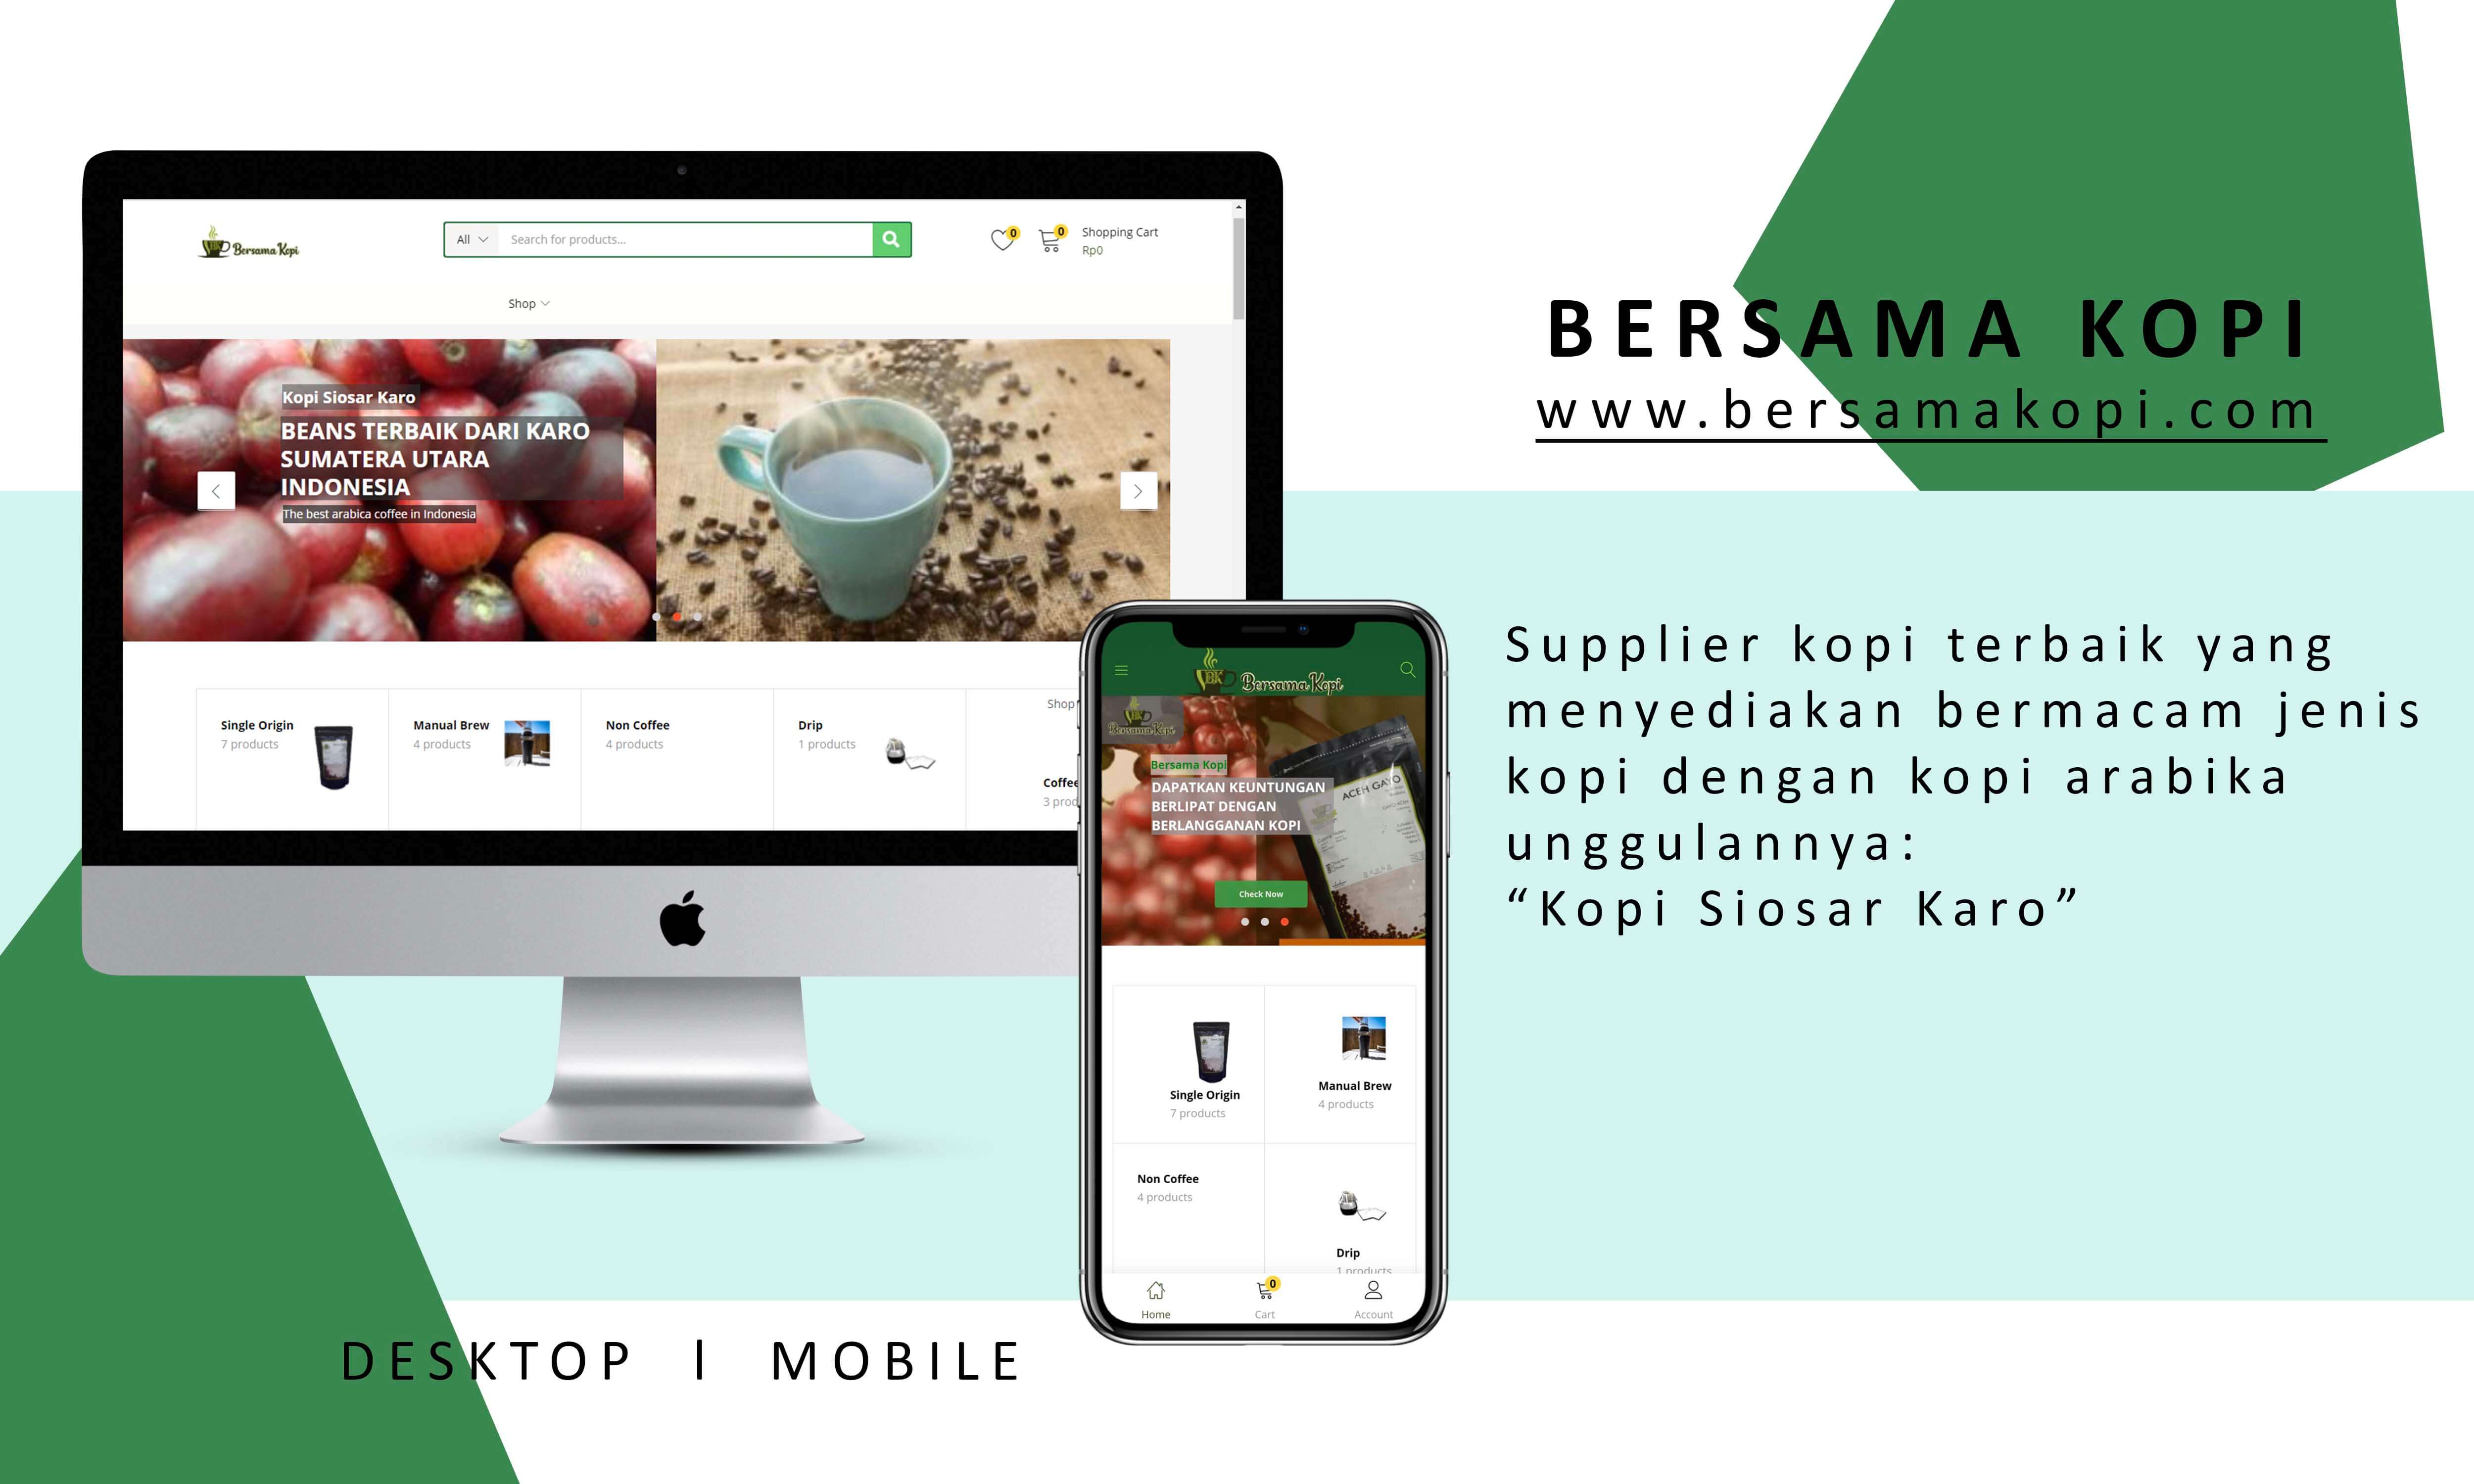 Bersama Kopi
All
Search for products...
0
0
Shopping Cart
Rp0
Shop
Kopi Siosar Karo
BEANS TERBAIK DARI KARO
SUMATERA UTARA
INDONESIA
The best arabica coffee in Indonesia
Single Origin
7 products
Manual Brew
4 products
Non Coffee
4 products
Drip
1 products
Shop
Coffee
3 prod
BERSAMA KOPI
www.bersamakopi.com
Supplier kopi terbaik yang
menyediakan bermacam jenis
kopi dengan kopi arabika
unggulannya:
“Kopi Siosar Karo”
BK Bersama Kopi
Bersama Kopi
Bersama Kopi
DAPATKAN KEUNTUNGAN
BERLIPAT DENGAN
BERLANGGANAN KOPI
ACEH GAYO
Check Now
Single Origin
7 products
Manual Brew
4 products
Non Coffee
4 products
Drip
1 products
Home
0
Cart
Account
DESKTOP | MOBILE